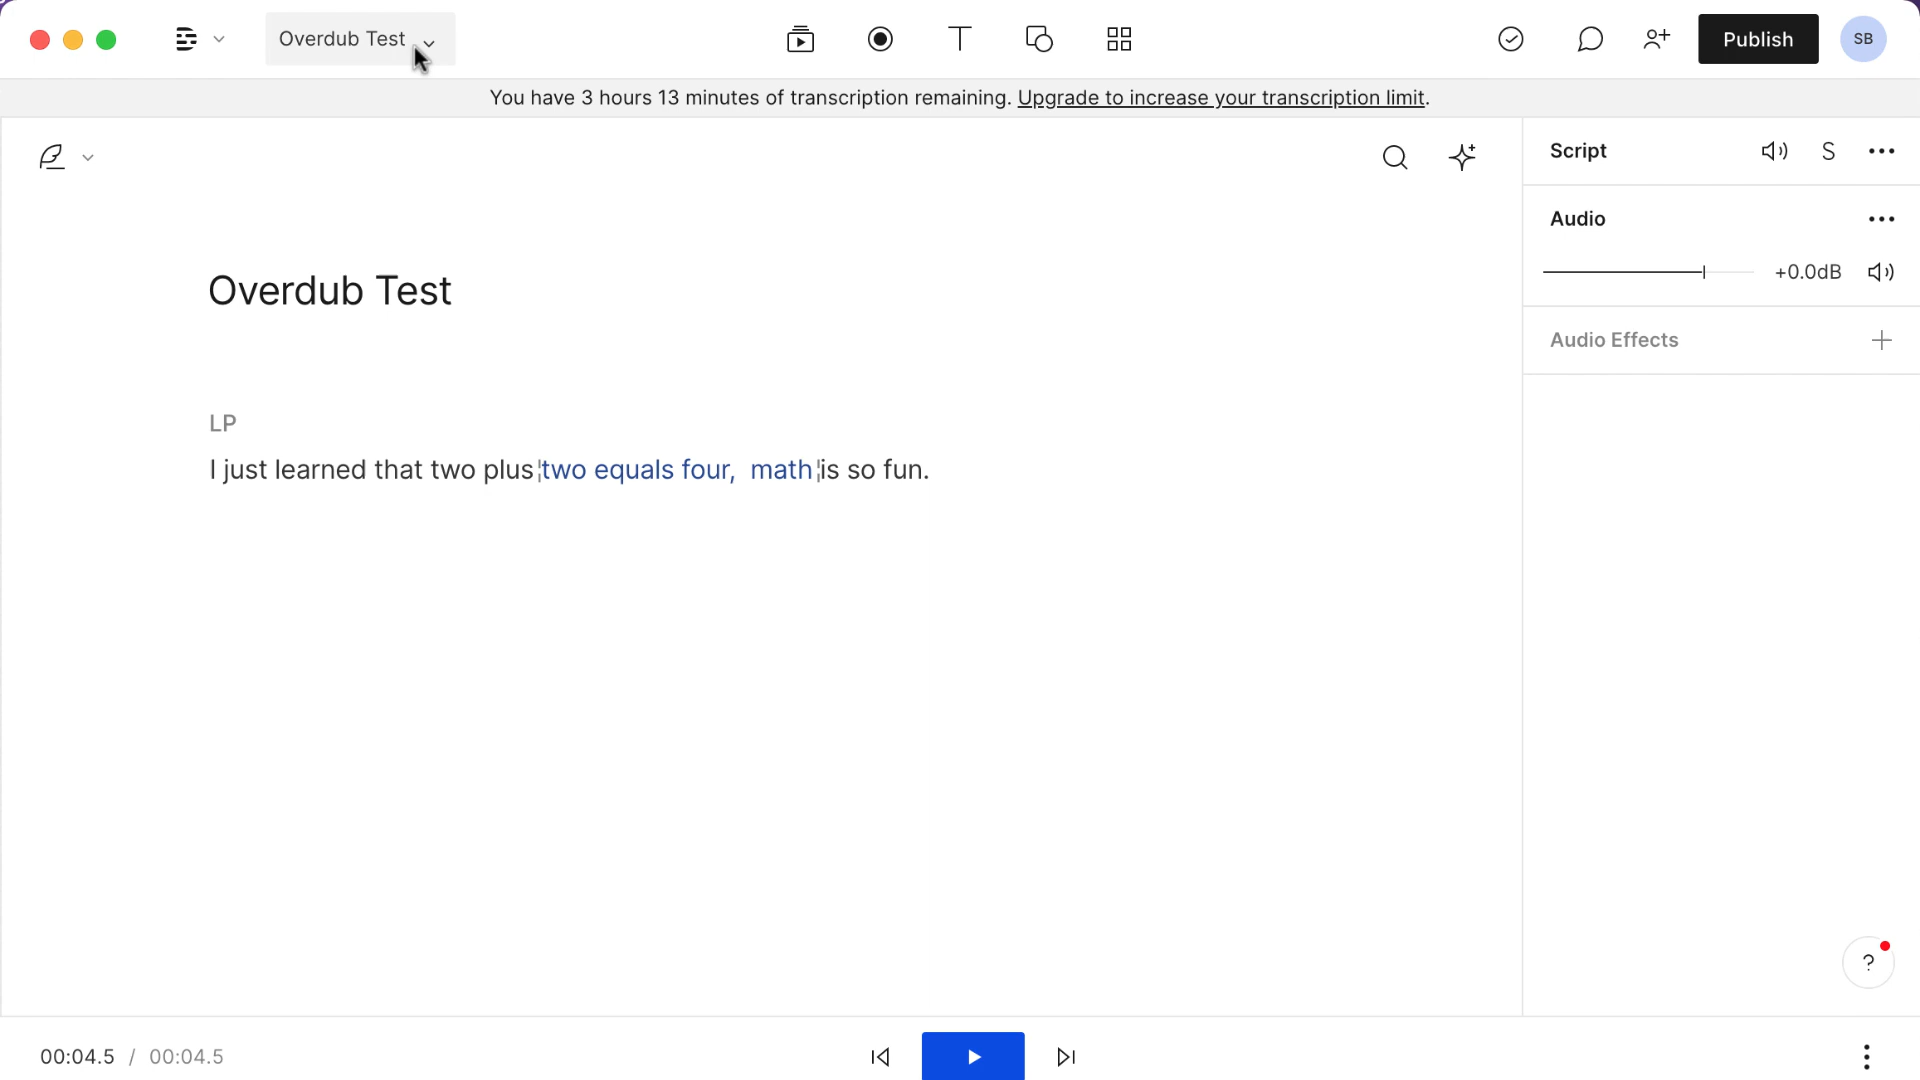 Overdub Test
Publish
SB
You have 3 hours 13 minutes of transcription remaining. Upgrade to increase your transcription limit.
Script
S
Audio
+0.0dB
Audio Effects
Overdub Test
LP
I just learned that two plus two equals four, math is so fun.
?
00:04.5 / 00:04.5